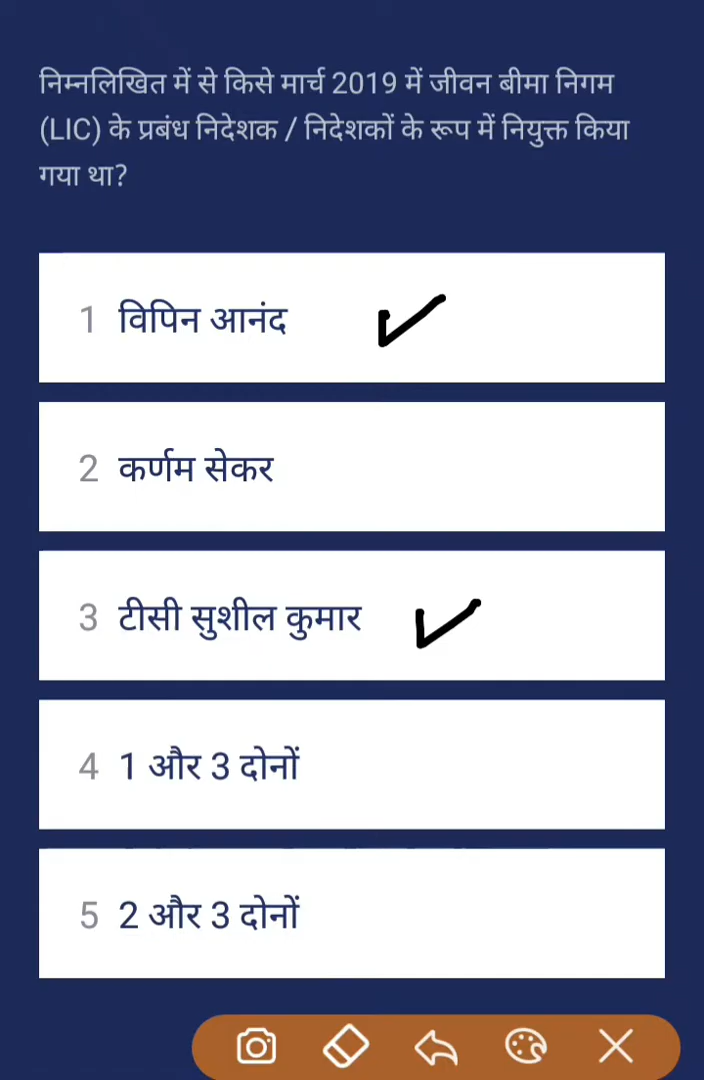 निम्नलिखित में से किसे मार्च 2019 में जीवन बीमा निगम
(LIC) के प्रबंध निदेशक / निदेशकों के रूप में नियुक्त किया
गया था?
1 विपिन आनंद
2 कर्णम सेकर
3 टीसी सुशील कुमार
4 1 और 3 दोनों
5 2 और 3 दोनों